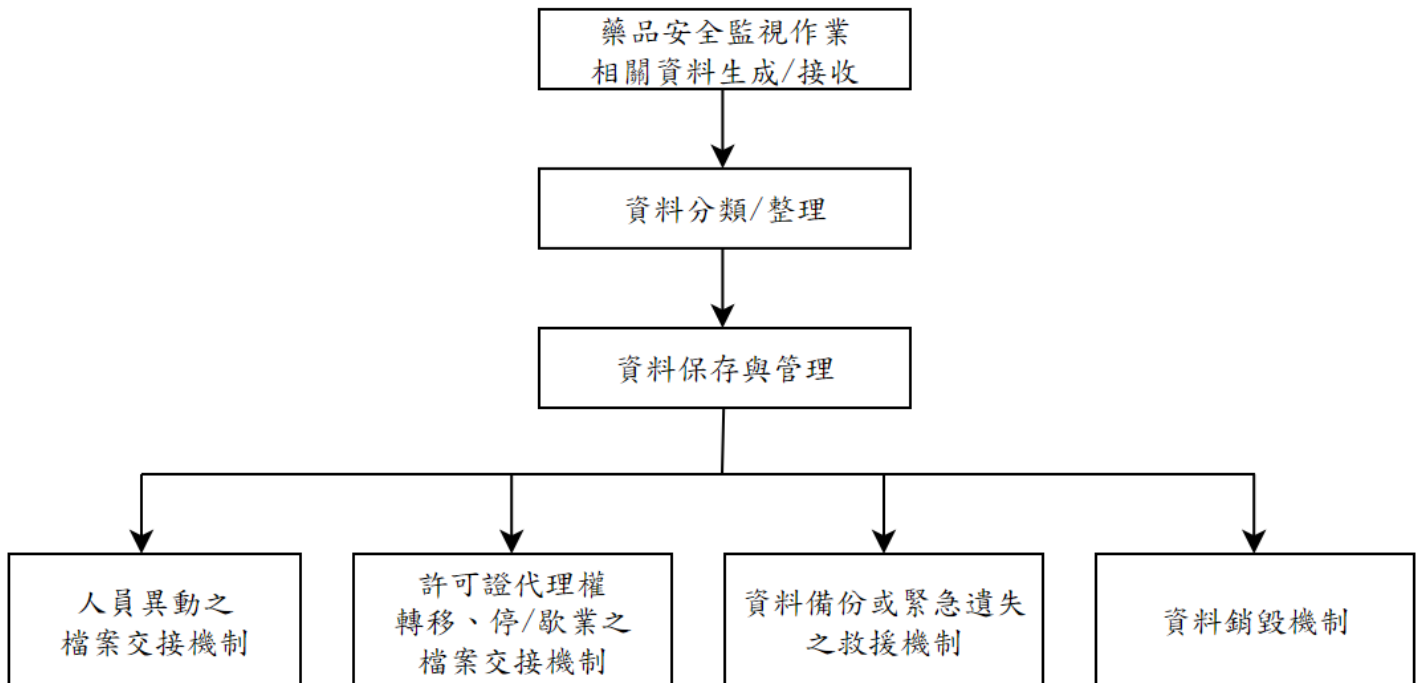 藥品安全監視作業
相關資料生成/接收
資料分類/整理
資料保存與管理
人員異動之
檔案交接機制
許可證代理權
轉移、停/歇業之
檔案交接機制
資料備份或緊急遺失
之救援機制
資料銷毀機制